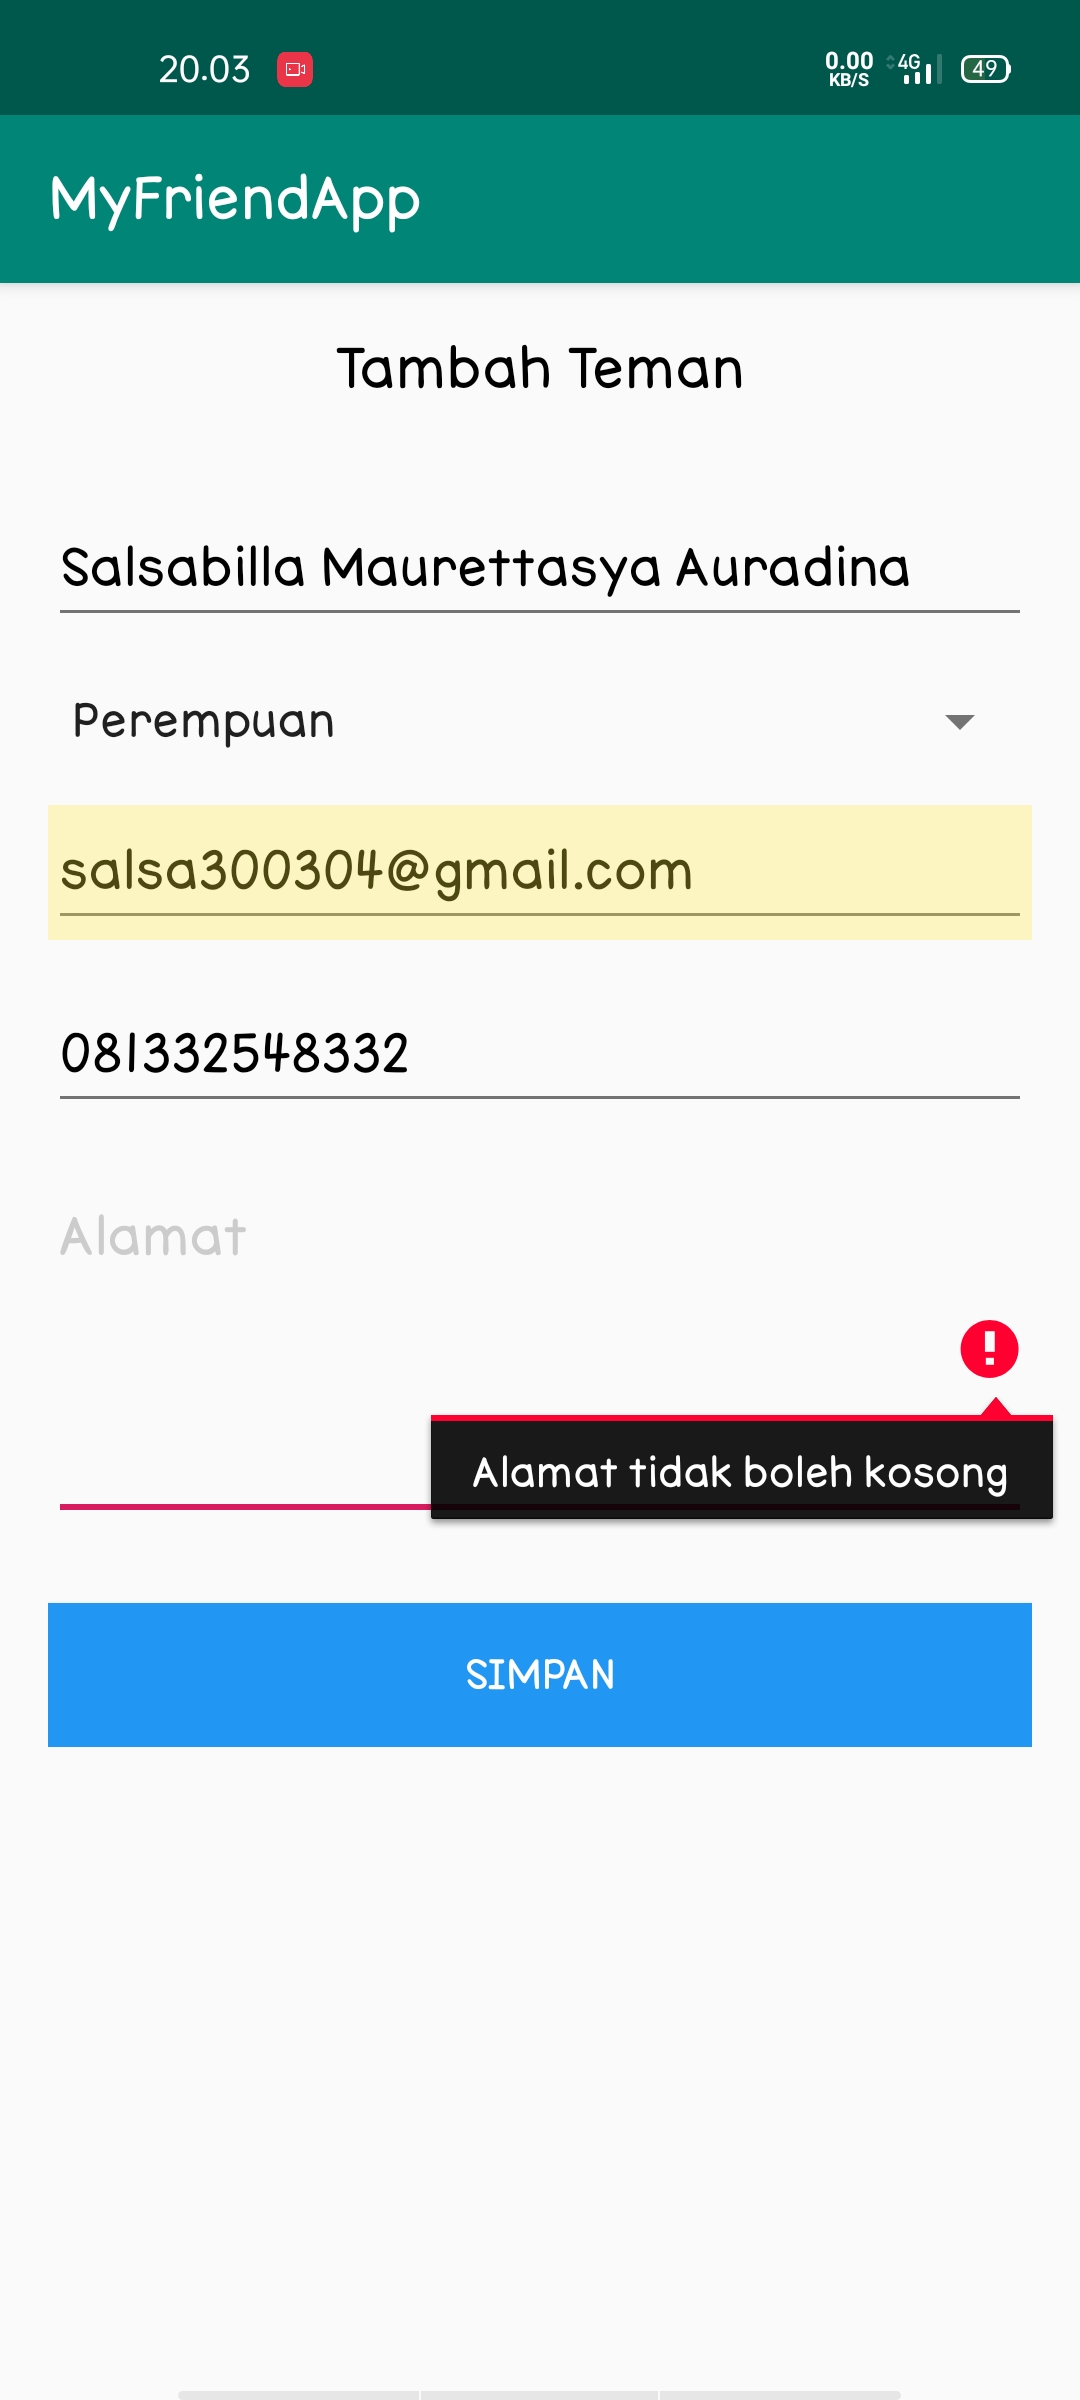 20.03
0.00
KB/S
4G
49
MyFriendApp
Tambah Teman
Salsabilla Maurettasya Auradina
Perempuan
salsa300304@gmail.com
081332548332
Alamat
Alamat tidak boleh kosong
SIMPAN